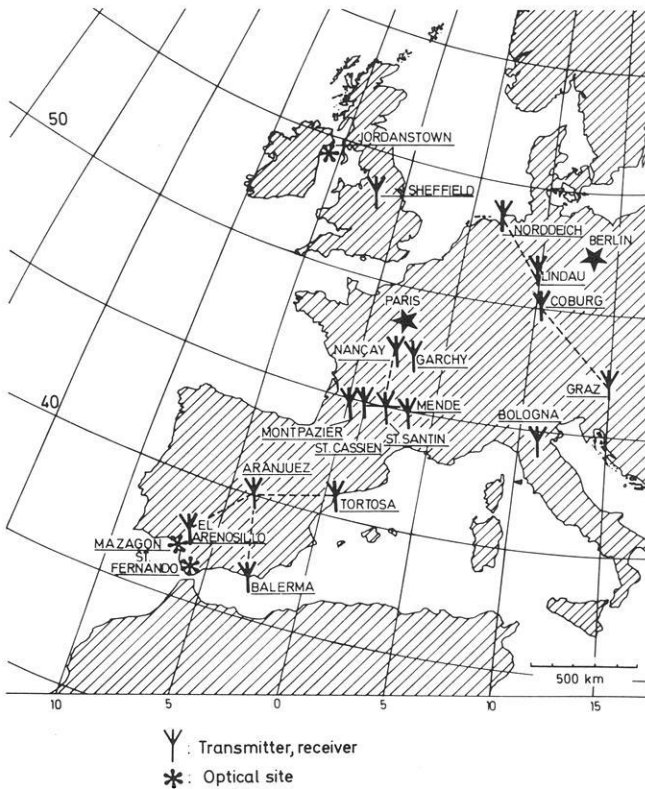 50
JORDANSTOWN
SHEFFIELD
NORDDEICH
BERLIN
LINDAU
PARIS
COBURG
NANÇAY
GARCHY
GRAZ
40
MENDE
BOLOGNA
MONTPAZIER
ST. CASSIEN
ST. SANTIN
ARANJUEZ
TORTOSA
EL
ARENOSILLO
MAZAGON
ST.
FERNANDO
BALERMA
500 km
10 5 0 5 10 15
: Transmitter, receiver
: Optical site